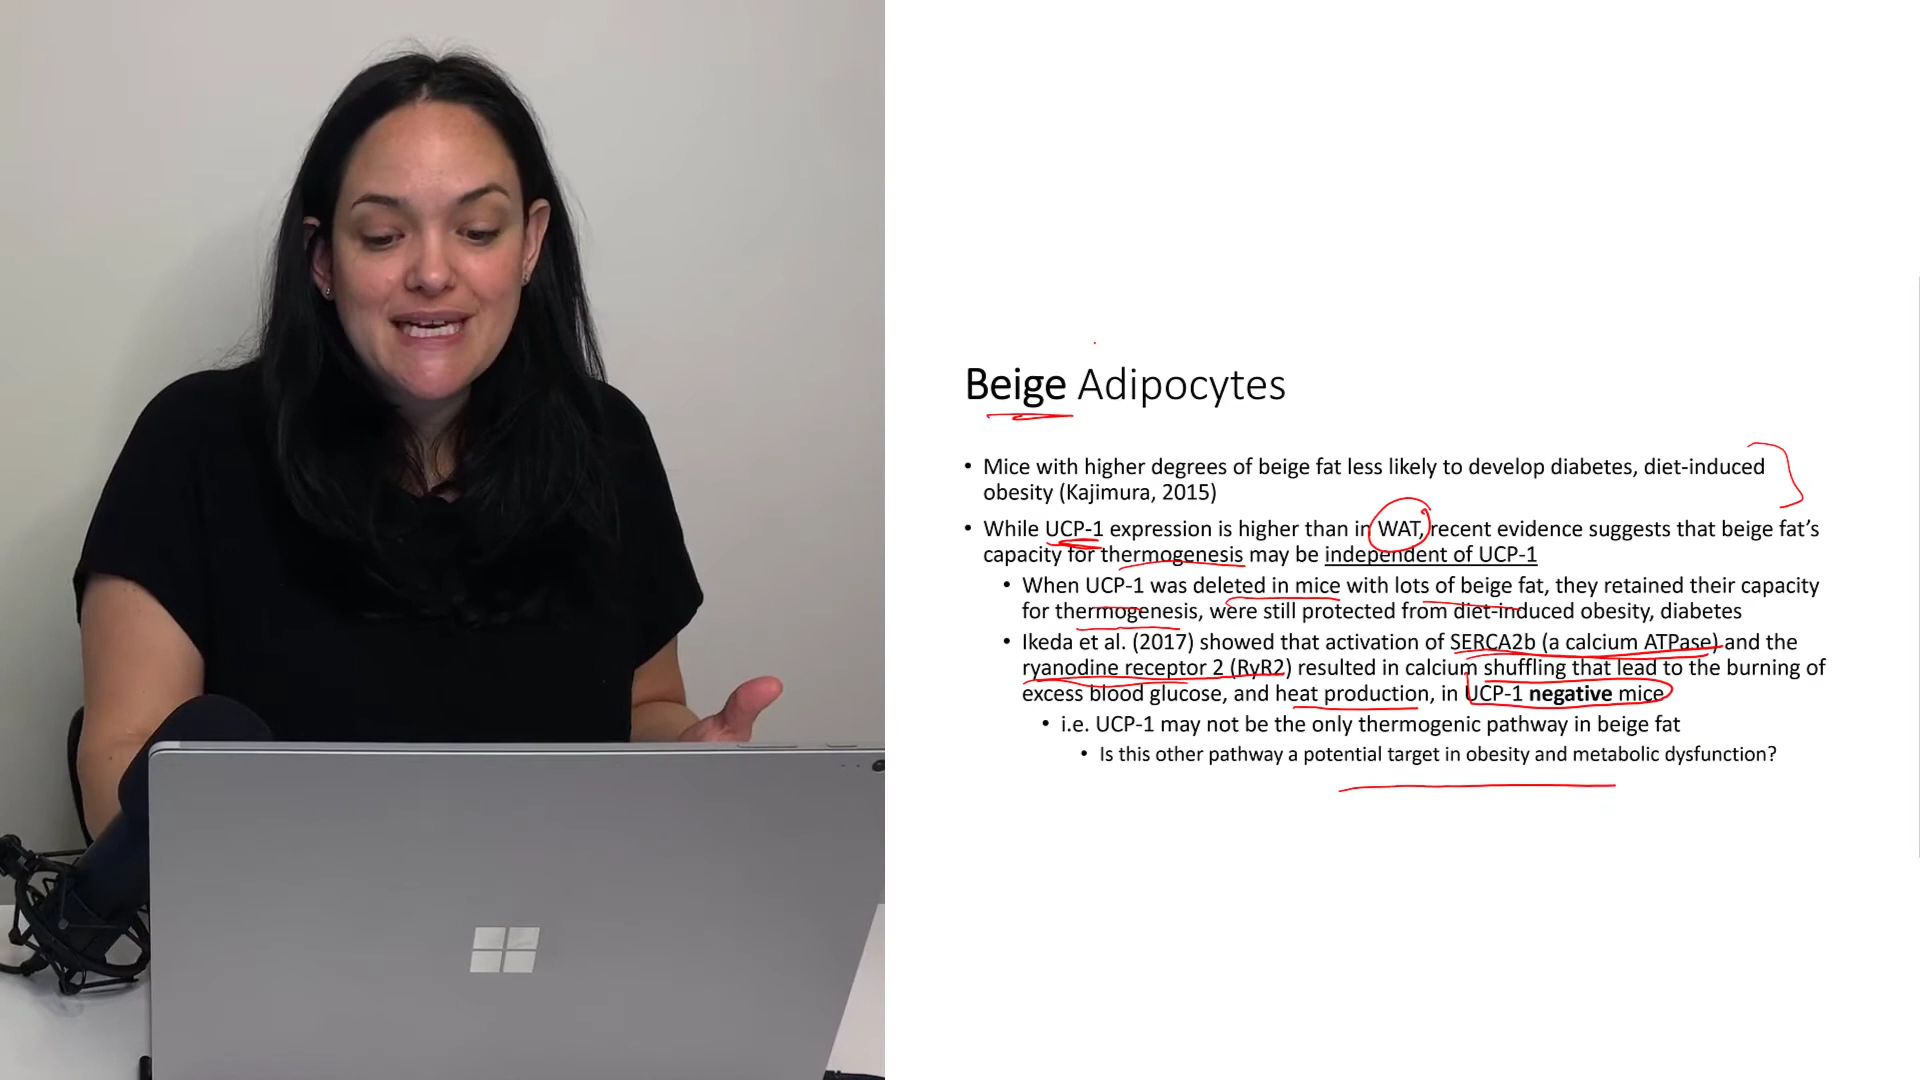 Beige Adipocytes
• Mice with higher degrees of beige fat less likely to develop diabetes, diet-induced
obesity (Kajimura, 2015)
• While UCP-1 expression is higher than in WAT, recent evidence suggests that beige fat's
capacity for thermogenesis may be independent of UCP-1
• When UCP-1 was deleted in mice with lots of beige fat, they retained their capacity
for thermogenesis, were still protected from diet-induced obesity, diabetes
• Ikeda et al. (2017) showed that activation of SERCA2b (a calcium ATPase) and the
ryanodine receptor 2 (RyR2) resulted in calcium shuffling that lead to the burning of
excess blood glucose, and heat production, in UCP-1 negative mice
• i.e. UCP-1 may not be the only thermogenic pathway in beige fat
• Is this other pathway a potential target in obesity and metabolic dysfunction?